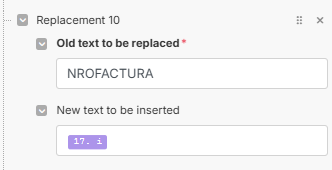 Replacement 10
Old text to be replaced*
NROFACTURA
New text to be inserted
17. i